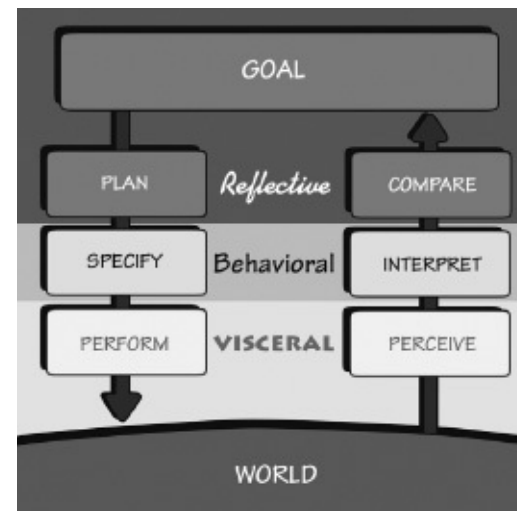 GOAL
PLAN
Reflective
COMPARE
SPECIFY
Behavioral
INTERPRET
PERFORM
VISCERAL
PERCEIVE
WORLD